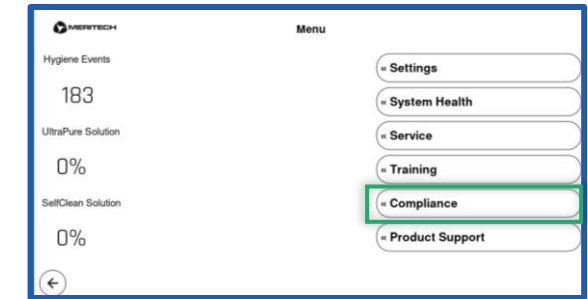 MERITECH
Menu
Hygiene Events
183
UltraPure Solution
0%
SelfClean Solution
0%
« Settings
« System Health
« Service
« Training
« Compliance
« Product Support